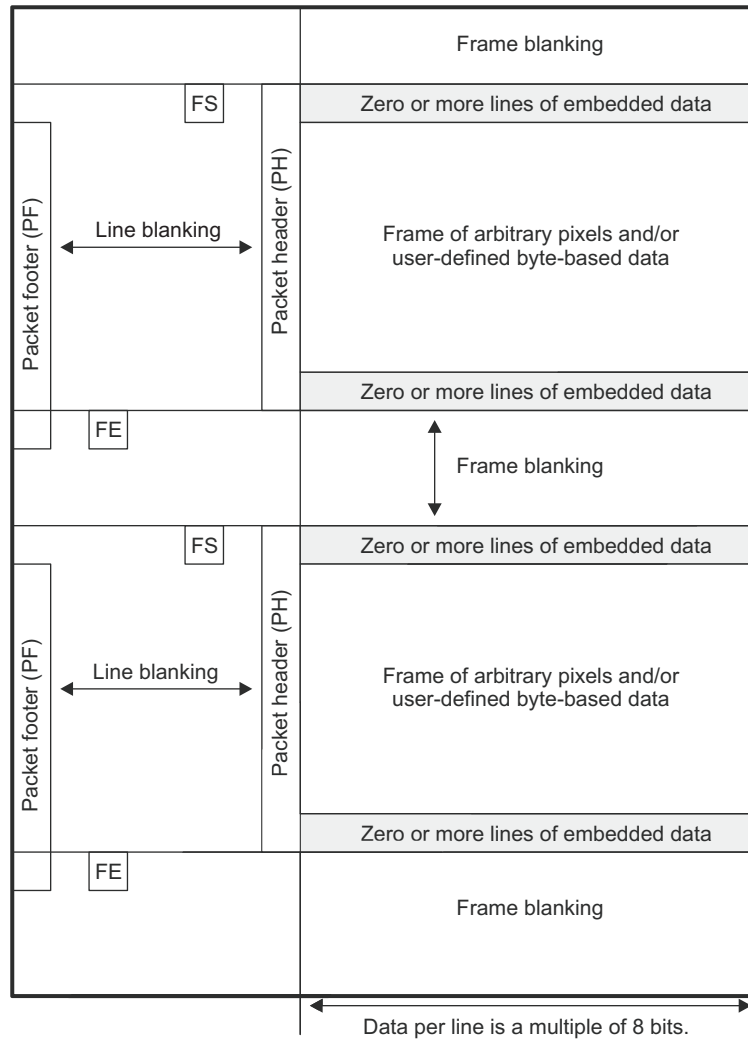 Frame blanking
FS
Zero or more lines of embedded data
Packet footer (PF)
Line blanking
Packet header (PH)
Frame of arbitrary pixels and/or
user-defined byte-based data
Zero or more lines of embedded data
FE
Frame blanking
FS
Zero or more lines of embedded data
Packet footer (PF)
Line blanking
Packet header (PH)
Frame of arbitrary pixels and/or
user-defined byte-based data
Zero or more lines of embedded data
FE
Frame blanking
Data per line is a multiple of 8 bits.